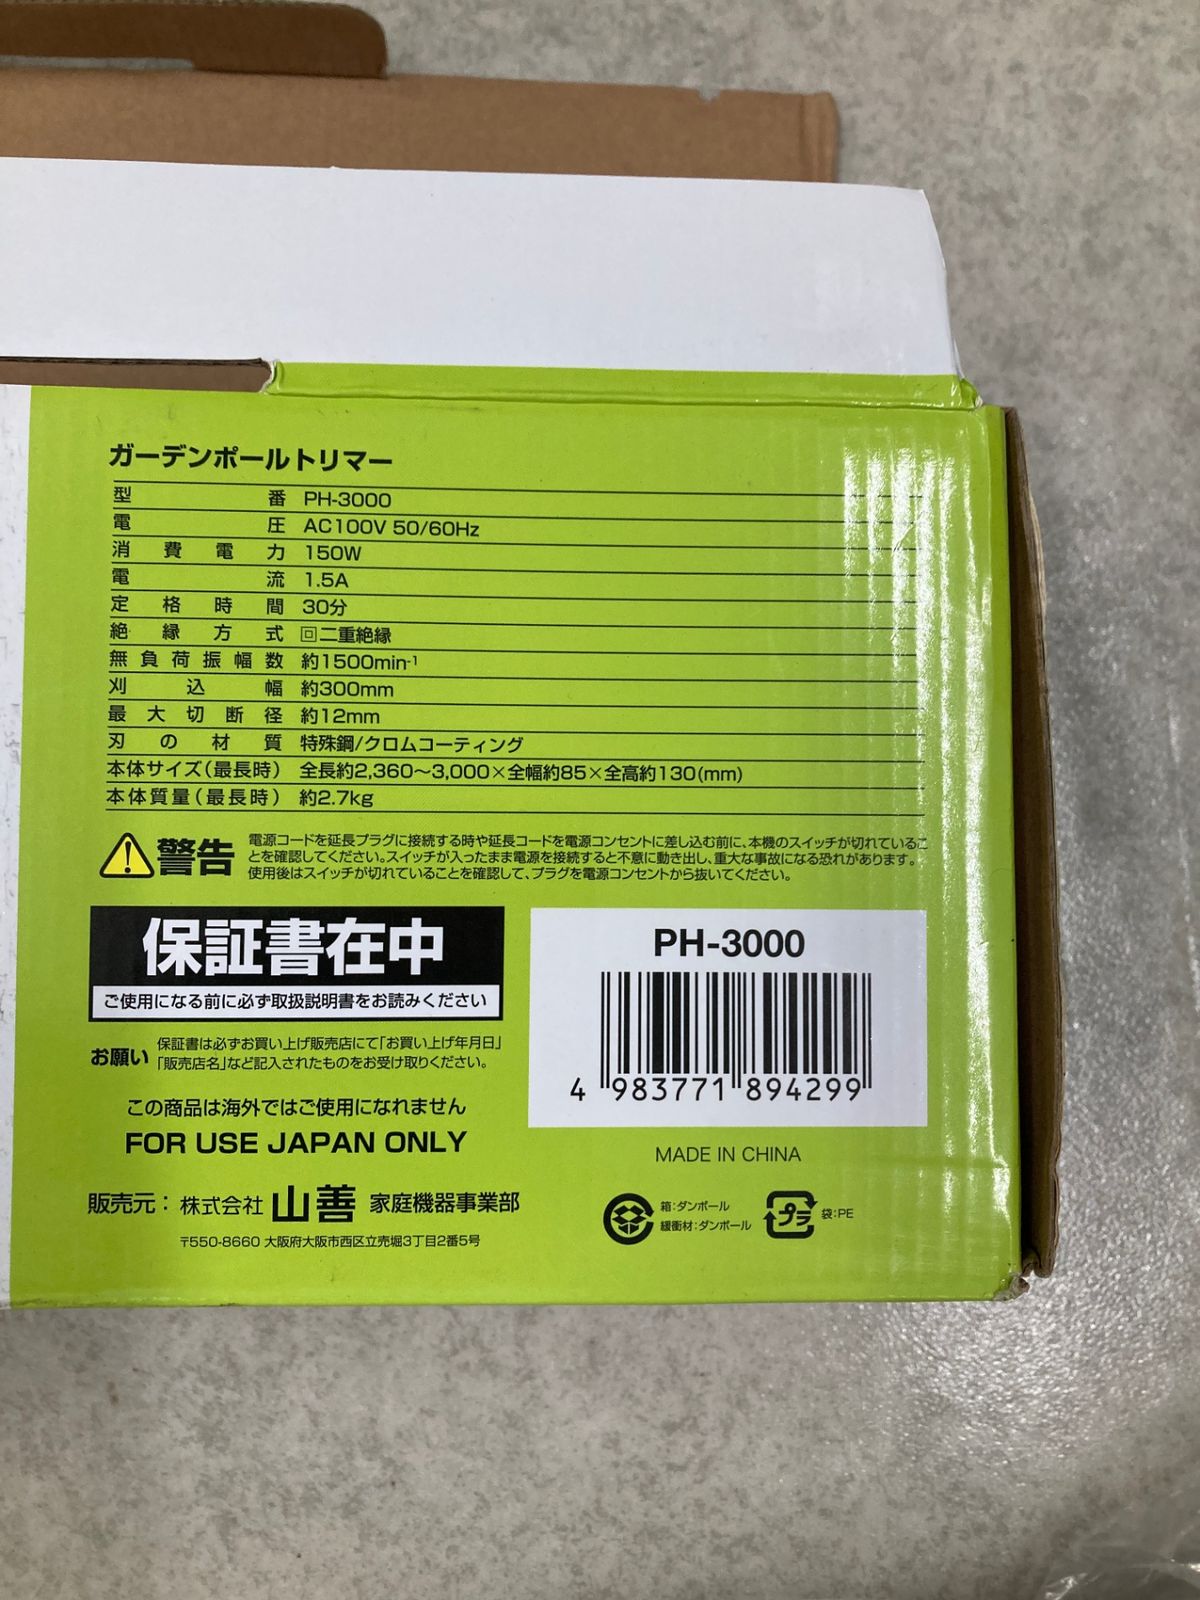 ガーデンポールトリマー
型番 PH-3000
電圧 AC100V 50/60Hz
消費電力 150W
電流 1.5A
定格時間 30分
絶縁方式 回二重絶縁
無負荷振幅数 約1500min-1
刈込幅 約300mm
最大切断径 約12mm
刃の材質 特殊鋼/クロムコーティング
本体サイズ(最長時) 全長約2,360～3,000×全幅約85×全高約130(mm)
本体質量(最長時) 約2.7kg
警告
電源コードを延長プラグに接続する時や延長コードを電源コンセントに差し込む前に、本機のスイッチが切れているこ
とを確認してください。スイッチが入ったまま電源を接続すると不意に動き出し、重大な事故になる恐れがあります。
使用後はスイッチが切れていることを確認して、プラグを電源コンセントから抜いてください。
保証書在中
ご使用になる前に必ず取扱説明書をお読みください
お願い
保証書は必ずお買い上げ販売店にて「お買い上げ年月日」
「販売店名」など記入されたものをお受け取りください。
この商品は海外ではご使用になれません
FOR USE JAPAN ONLY
販売元：株式会社 山善 家庭機器事業部
〒550-8660 大阪府大阪市西区立売堀3丁目2番5号
PH-3000
4 983771 894299
MADE IN CHINA
箱：ダンボール
緩衝材：ダンボール
プラ
袋：PE